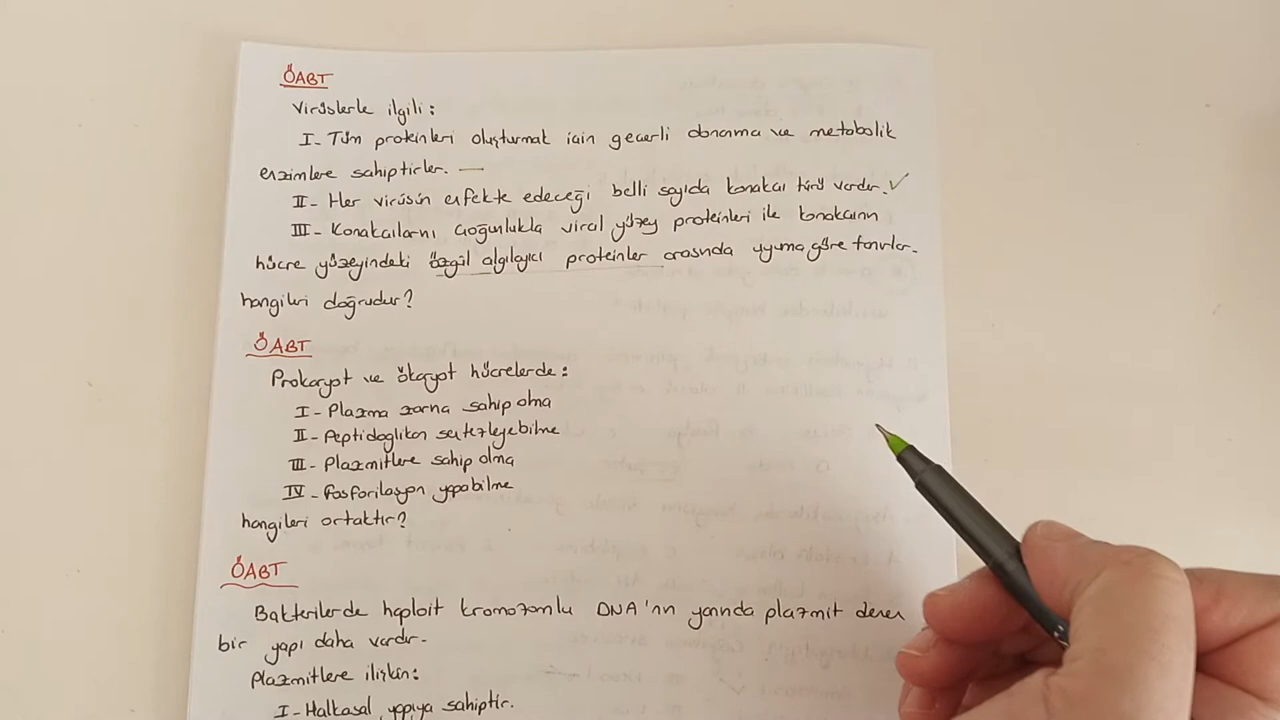 ÖABT
Virüslerle ilgili:
I- Tüm proteinleri oluşturmak için gecerli donanıma ve metabolik
enzimlere sahiptirler. —
II- Her virüsün enfekte edeceği belli sayıda konakçı türü vardır. ✓
III- Konakçılarını çoğunlukla viral yüzey proteinleri ile konakçının
hücre yüzeyindeki özgül algılayıcı proteinler arasında uyuma göre tanırlar.
hangileri doğrudur?
ÖABT
Prokaryot ve ökaryot hücrelerde:
I- Plazma zarına sahip olma
II- Peptidoglikan sentezleyebilme
III- Plazmitlere sahip olma
IV- Fosforilasyon yapabilme
hangileri ortaktır?
ÖABT
Bakterilerde haploit kromozomlu DNA'nın yanında plazmit denen
bir yapı daha vardır.
Plazmitlere ilişkin:
I- Halkasal yapıya sahiptir.